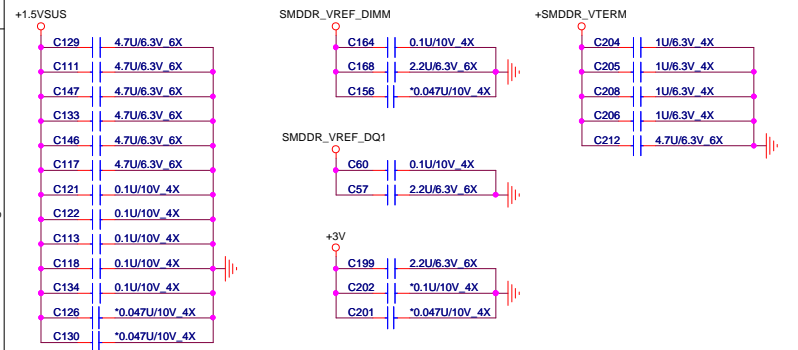 +1.5VSUS
C129 4.7U/6.3V_6X
C111 4.7U/6.3V_6X
C147 4.7U/6.3V_6X
C133 4.7U/6.3V_6X
C146 4.7U/6.3V_6X
C117 4.7U/6.3V_6X
C121 0.1U/10V_4X
C122 0.1U/10V_4X
C113 0.1U/10V_4X
C118 0.1U/10V_4X
C134 0.1U/10V_4X
C126 *0.047U/10V_4X
C130 *0.047U/10V_4X
SMDDR_VREF_DIMM
C164 0.1U/10V_4X
C168 2.2U/6.3V_6X
C156 *0.047U/10V_4X
SMDDR_VREF_DQ1
C60 0.1U/10V_4X
C57 2.2U/6.3V_6X
+3V
C199 2.2U/6.3V_6X
C202 *0.1U/10V_4X
C201 *0.047U/10V_4X
+SMDDR_VTERM
C204 1U/6.3V_4X
C205 1U/6.3V_4X
C208 1U/6.3V_4X
C206 1U/6.3V_4X
C212 4.7U/6.3V_6X